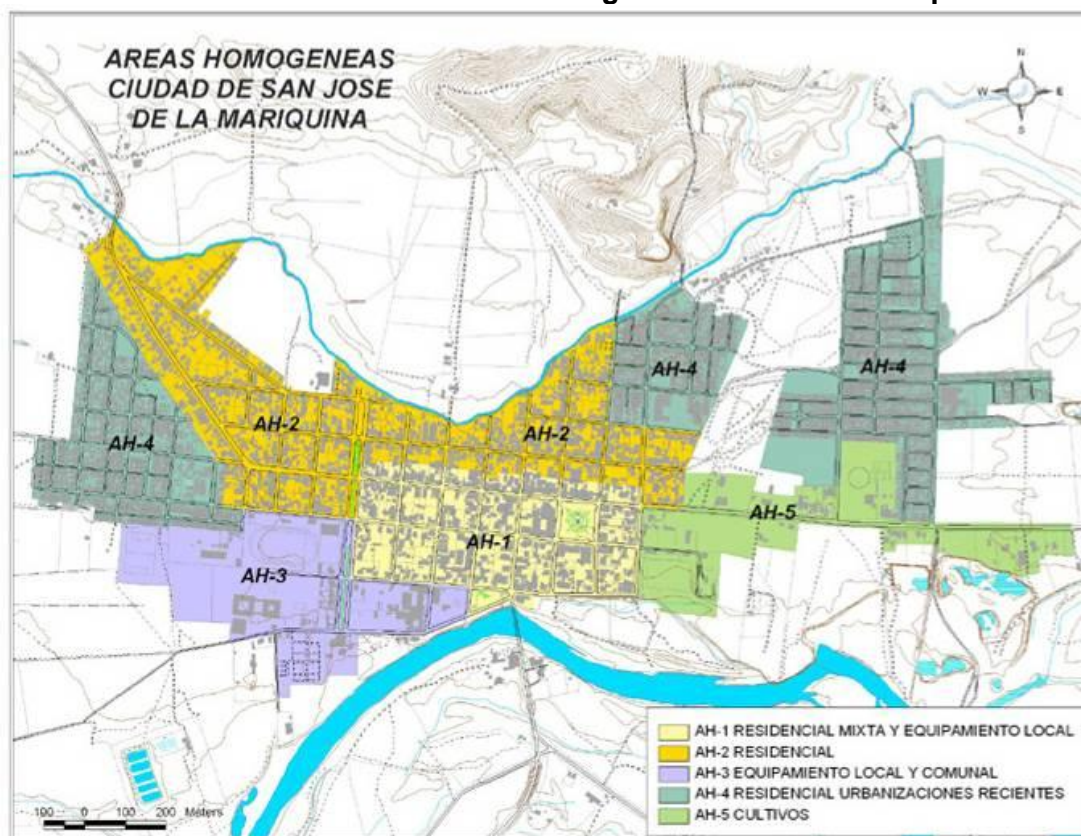 AREAS HOMOGENEAS
CIUDAD DE SAN JOSE
DE LA MARIQUINA
N
W
E
S
AH-4
AH-4
AH-2
AH-2
AH-4
AH-5
AH-1
AH-3
AH-1 RESIDENCIAL MIXTA Y EQUIPAMIENTO LOCAL
AH-2 RESIDENCIAL
AH-3 EQUIPAMIENTO LOCAL Y COMUNAL
AH-4 RESIDENCIAL URBANIZACIONES RECIENTES
AH-5 CULTIVOS
100 0 100 200 Meters